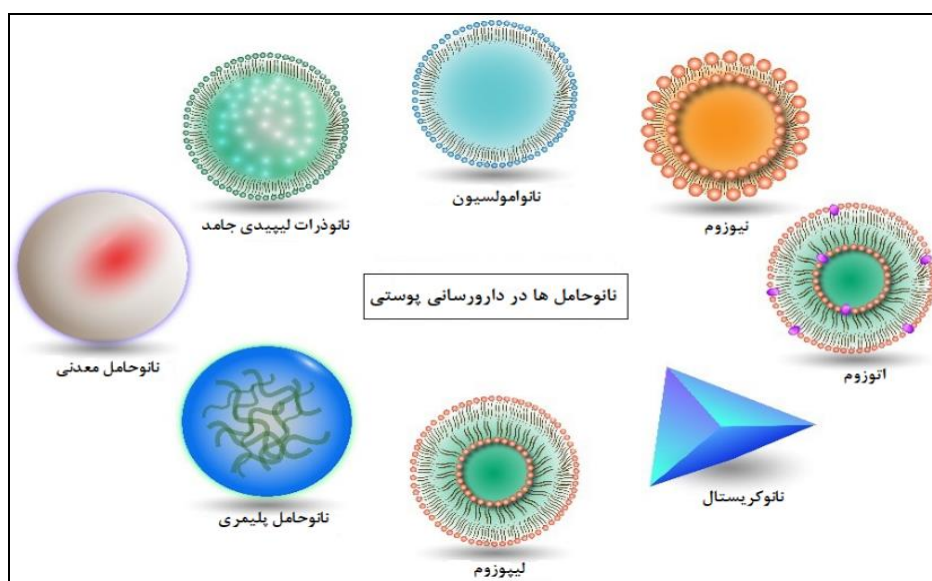 نانوامولسیون
نیوزوم
نانوذرات لیپیدی جامد
نانوحامل ها در دارورسانی پوستی
نانوحامل معدنی
اتوزوم
نانوکریستال
نانوحامل پلیمری
لیپوزوم